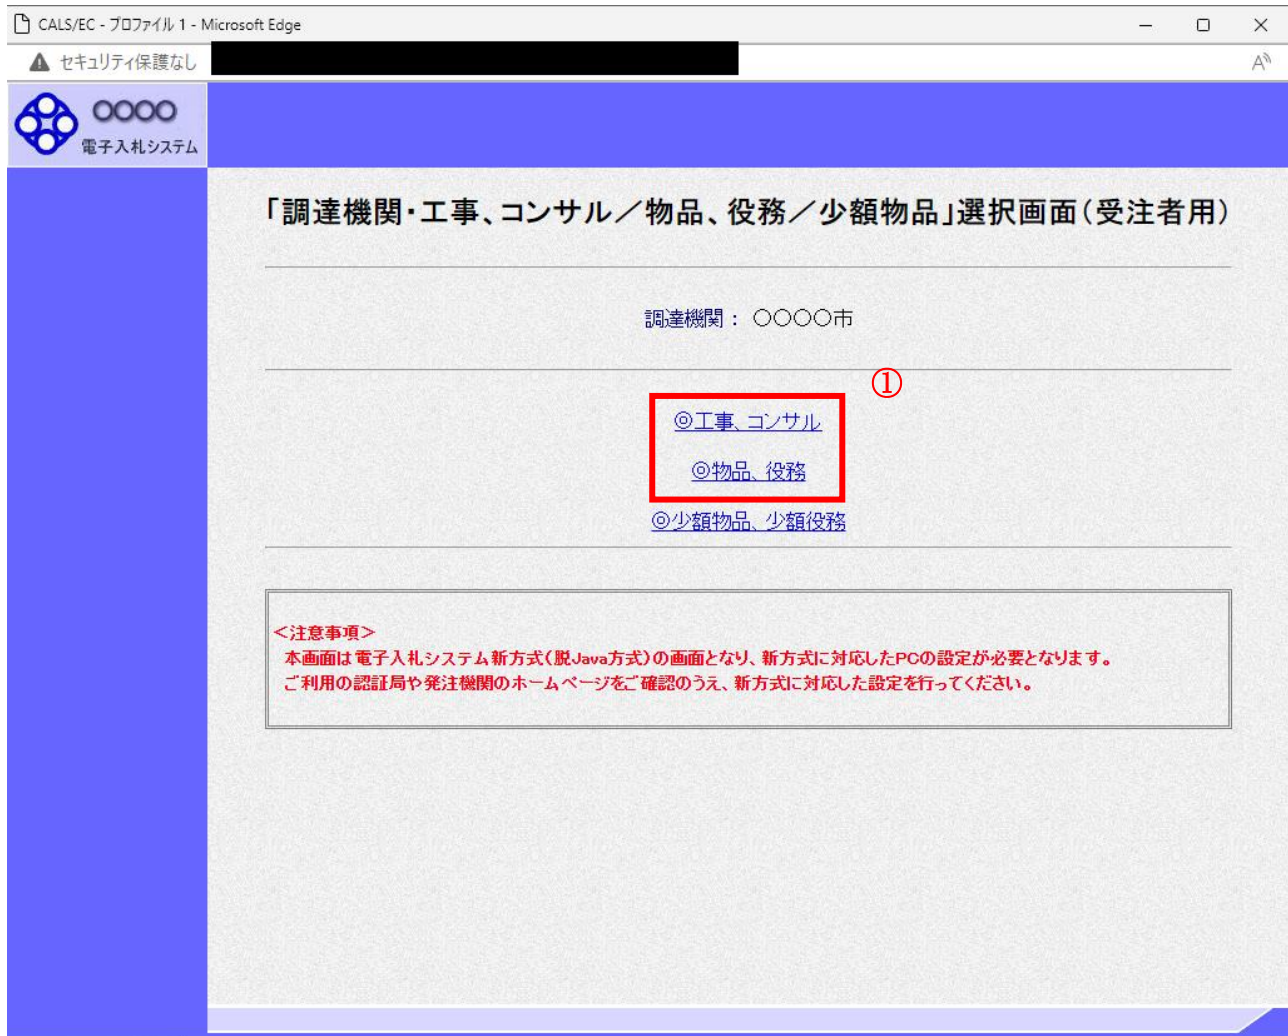 CALS/EC - プロファイル 1 - Microsoft Edge
セキュリティ保護なし
○○○○
電子入札システム
「調達機関・工事、コンサル／物品、役務／少額物品」選択画面（受注者用）
調達機関： ○○○○市
①
◎工事、コンサル
◎物品、役務
◎少額物品、少額役務
＜注意事項＞
本画面は電子入札システム新方式（脱Java方式）の画面となり、新方式に対応したPCの設定が必要となります。
ご利用の認証局や発注機関のホームページをご確認のうえ、新方式に対応した設定を行ってください。